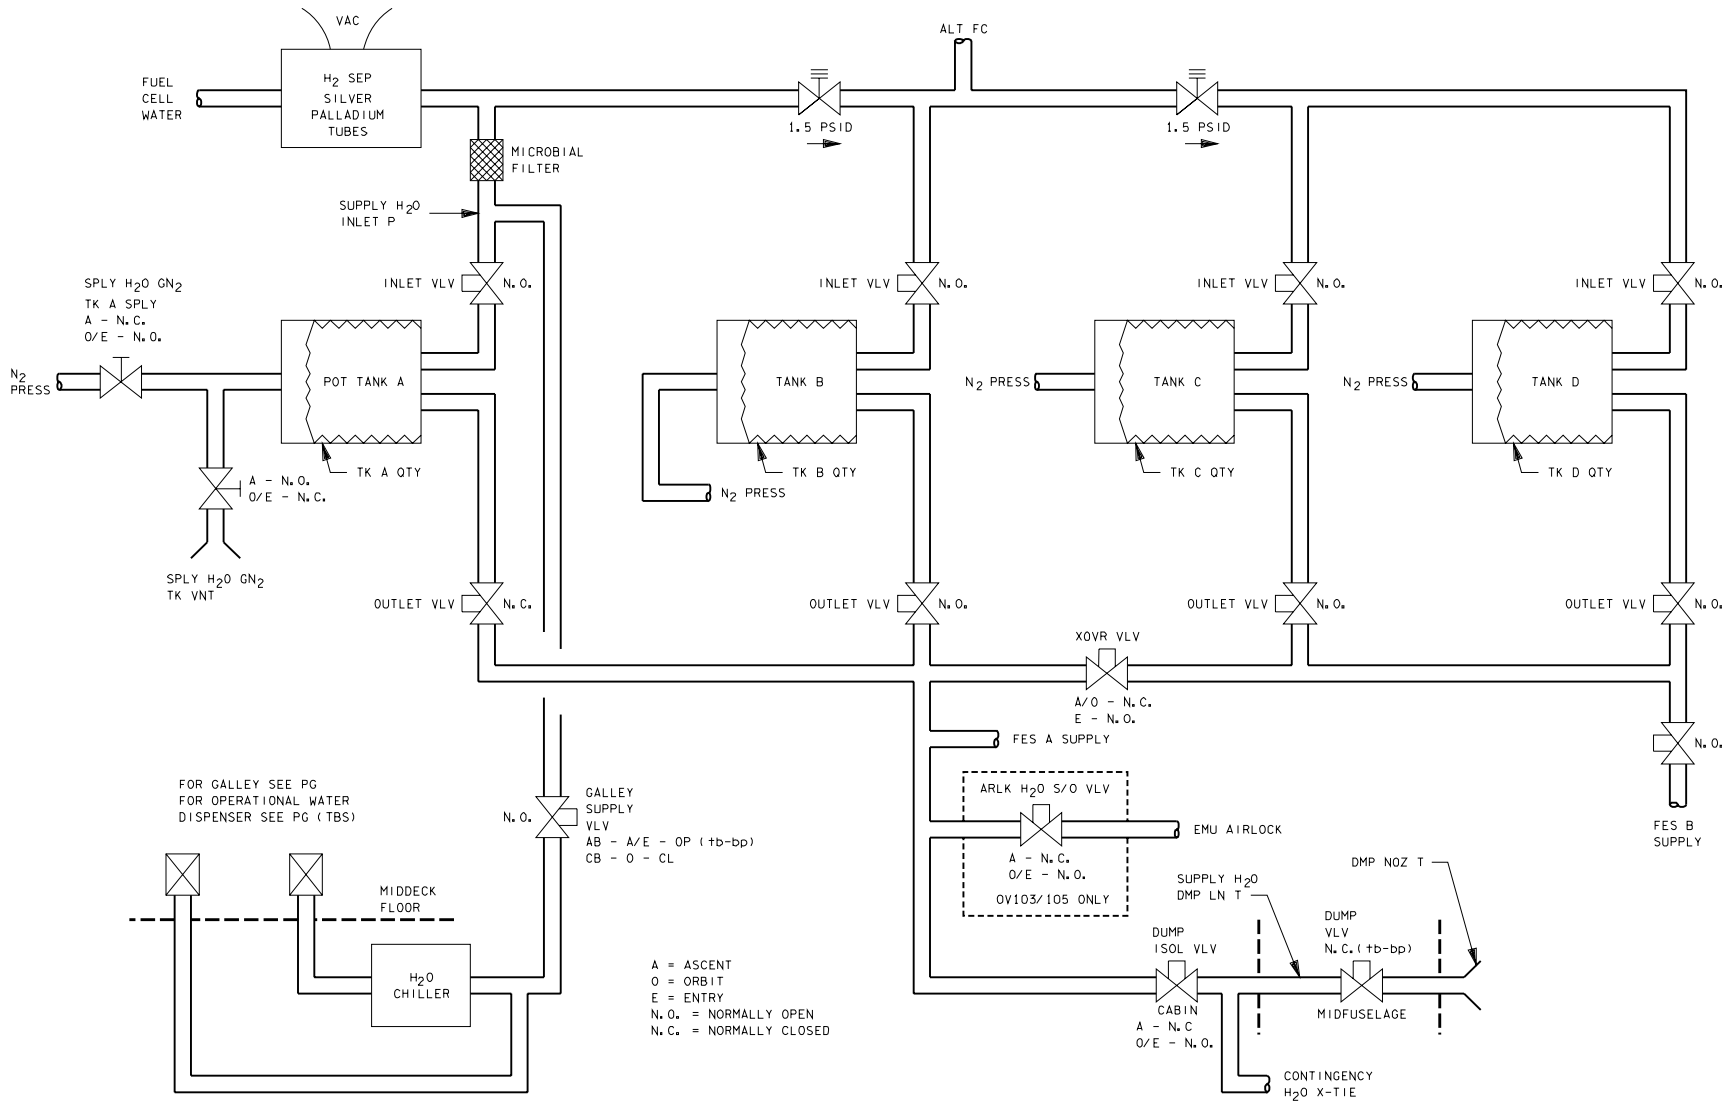 VAC
ALT FC
FUEL
CELL
WATER
H2 SEP
SILVER
PALLADIUM
TUBES
1.5 PSID
1.5 PSID
MICROBIAL
FILTER
SUPPLY H2O
INLET P
SPLY H2O GN2
TK A SPLY
A - N.C.
O/E - N.O.
INLET VLV
N.O.
INLET VLV
N.O.
INLET VLV
N.O.
INLET VLV
N.O.
N2
PRESS
POT TANK A
TANK B
N2 PRESS
TANK C
N2 PRESS
TANK D
TK A QTY
TK B QTY
TK C QTY
TK D QTY
A - N.O.
O/E - N.C.
N2 PRESS
SPLY H2O GN2
TK VNT
OUTLET VLV
N.C.
OUTLET VLV
N.O.
OUTLET VLV
N.O.
OUTLET VLV
N.O.
XOVR VLV
A/O - N.C.
E - N.O.
FES A SUPPLY
N.O.
FOR GALLEY SEE PG
FOR OPERATIONAL WATER
DISPENSER SEE PG (TBS)
N.O.
GALLEY
SUPPLY
VLV
AB - A/E - OP (tb-bp)
CB - O - CL
ARLK H2O S/O VLV
EMU AIRLOCK
A - N.C.
O/E - N.O.
OV103/105 ONLY
FES B
SUPPLY
MIDDECK
FLOOR
DMP NOZ T
SUPPLY H2O
DMP LN T
DUMP
ISOL VLV
DUMP
VLV
N.C.(tb-bp)
H2O
CHILLER
A = ASCENT
O = ORBIT
E = ENTRY
N.O. = NORMALLY OPEN
N.C. = NORMALLY CLOSED
CABIN
A - N.C
O/E - N.O.
MIDFUSELAGE
CONTINGENCY
H2O X-TIE